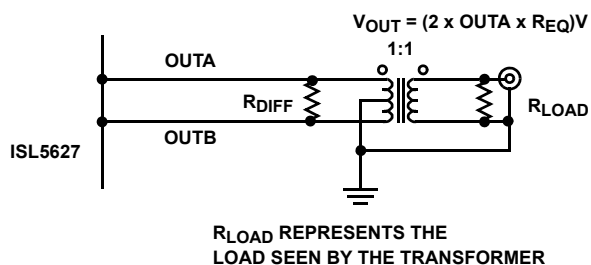 V_OUT = (2 x OUTA x R_EQ)V
1:1
OUTA
R_DIFF
R_LOAD
OUTB
ISL5627
R_LOAD REPRESENTS THE
LOAD SEEN BY THE TRANSFORMER